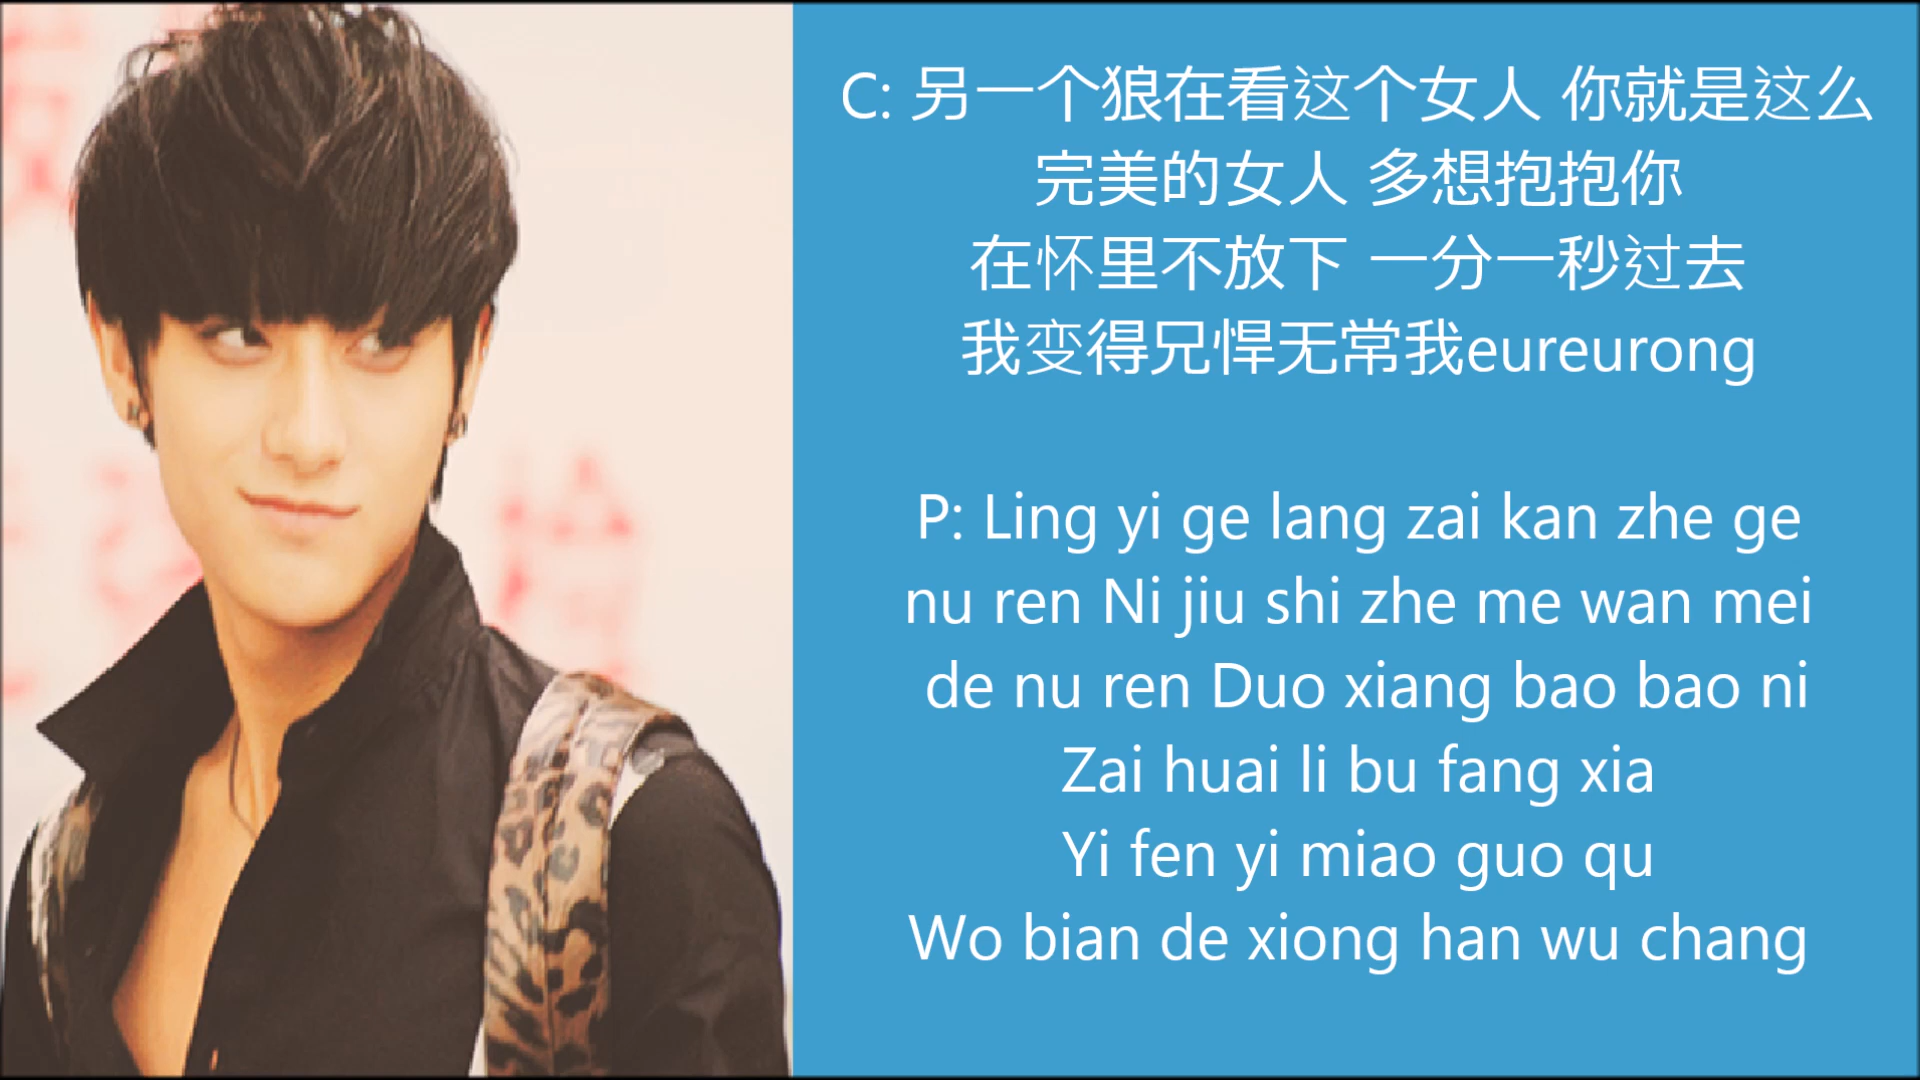 C: 另一个狼在看这个女人 你就是这么
完美的女人 多想抱抱你
在怀里不放下 一分一秒过去
我变得兄悍无常我eureurong
P: Ling yi ge lang zai kan zhe ge
nu ren Ni jiu shi zhe me wan mei
de nu ren Duo xiang bao bao ni
Zai huai li bu fang xia
Yi fen yi miao guo qu
Wo bian de xiong han wu chang